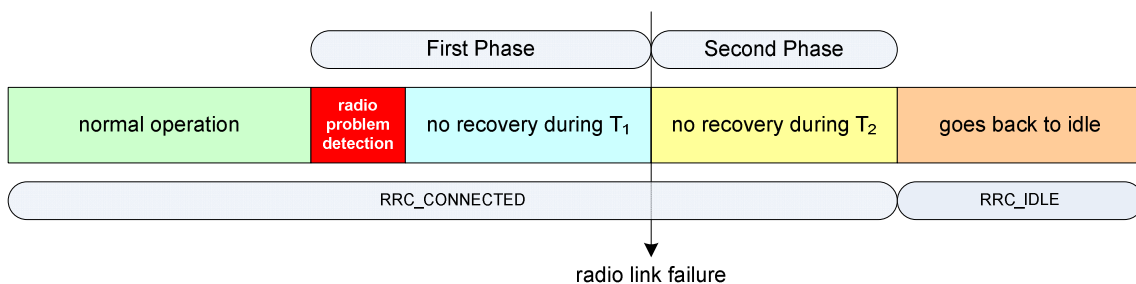 First Phase
Second Phase
normal operation
radio
problem
detection
no recovery during T₁
no recovery during T₂
goes back to idle
RRC_CONNECTED
RRC_IDLE
radio link failure